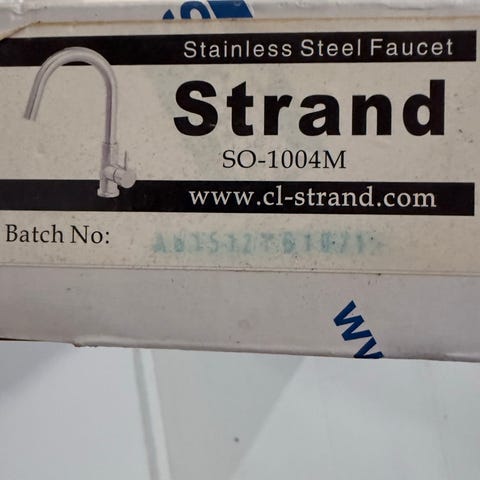 Stainless Steel Faucet
Strand
SO-1004M
www.cl-strand.com
Batch No: